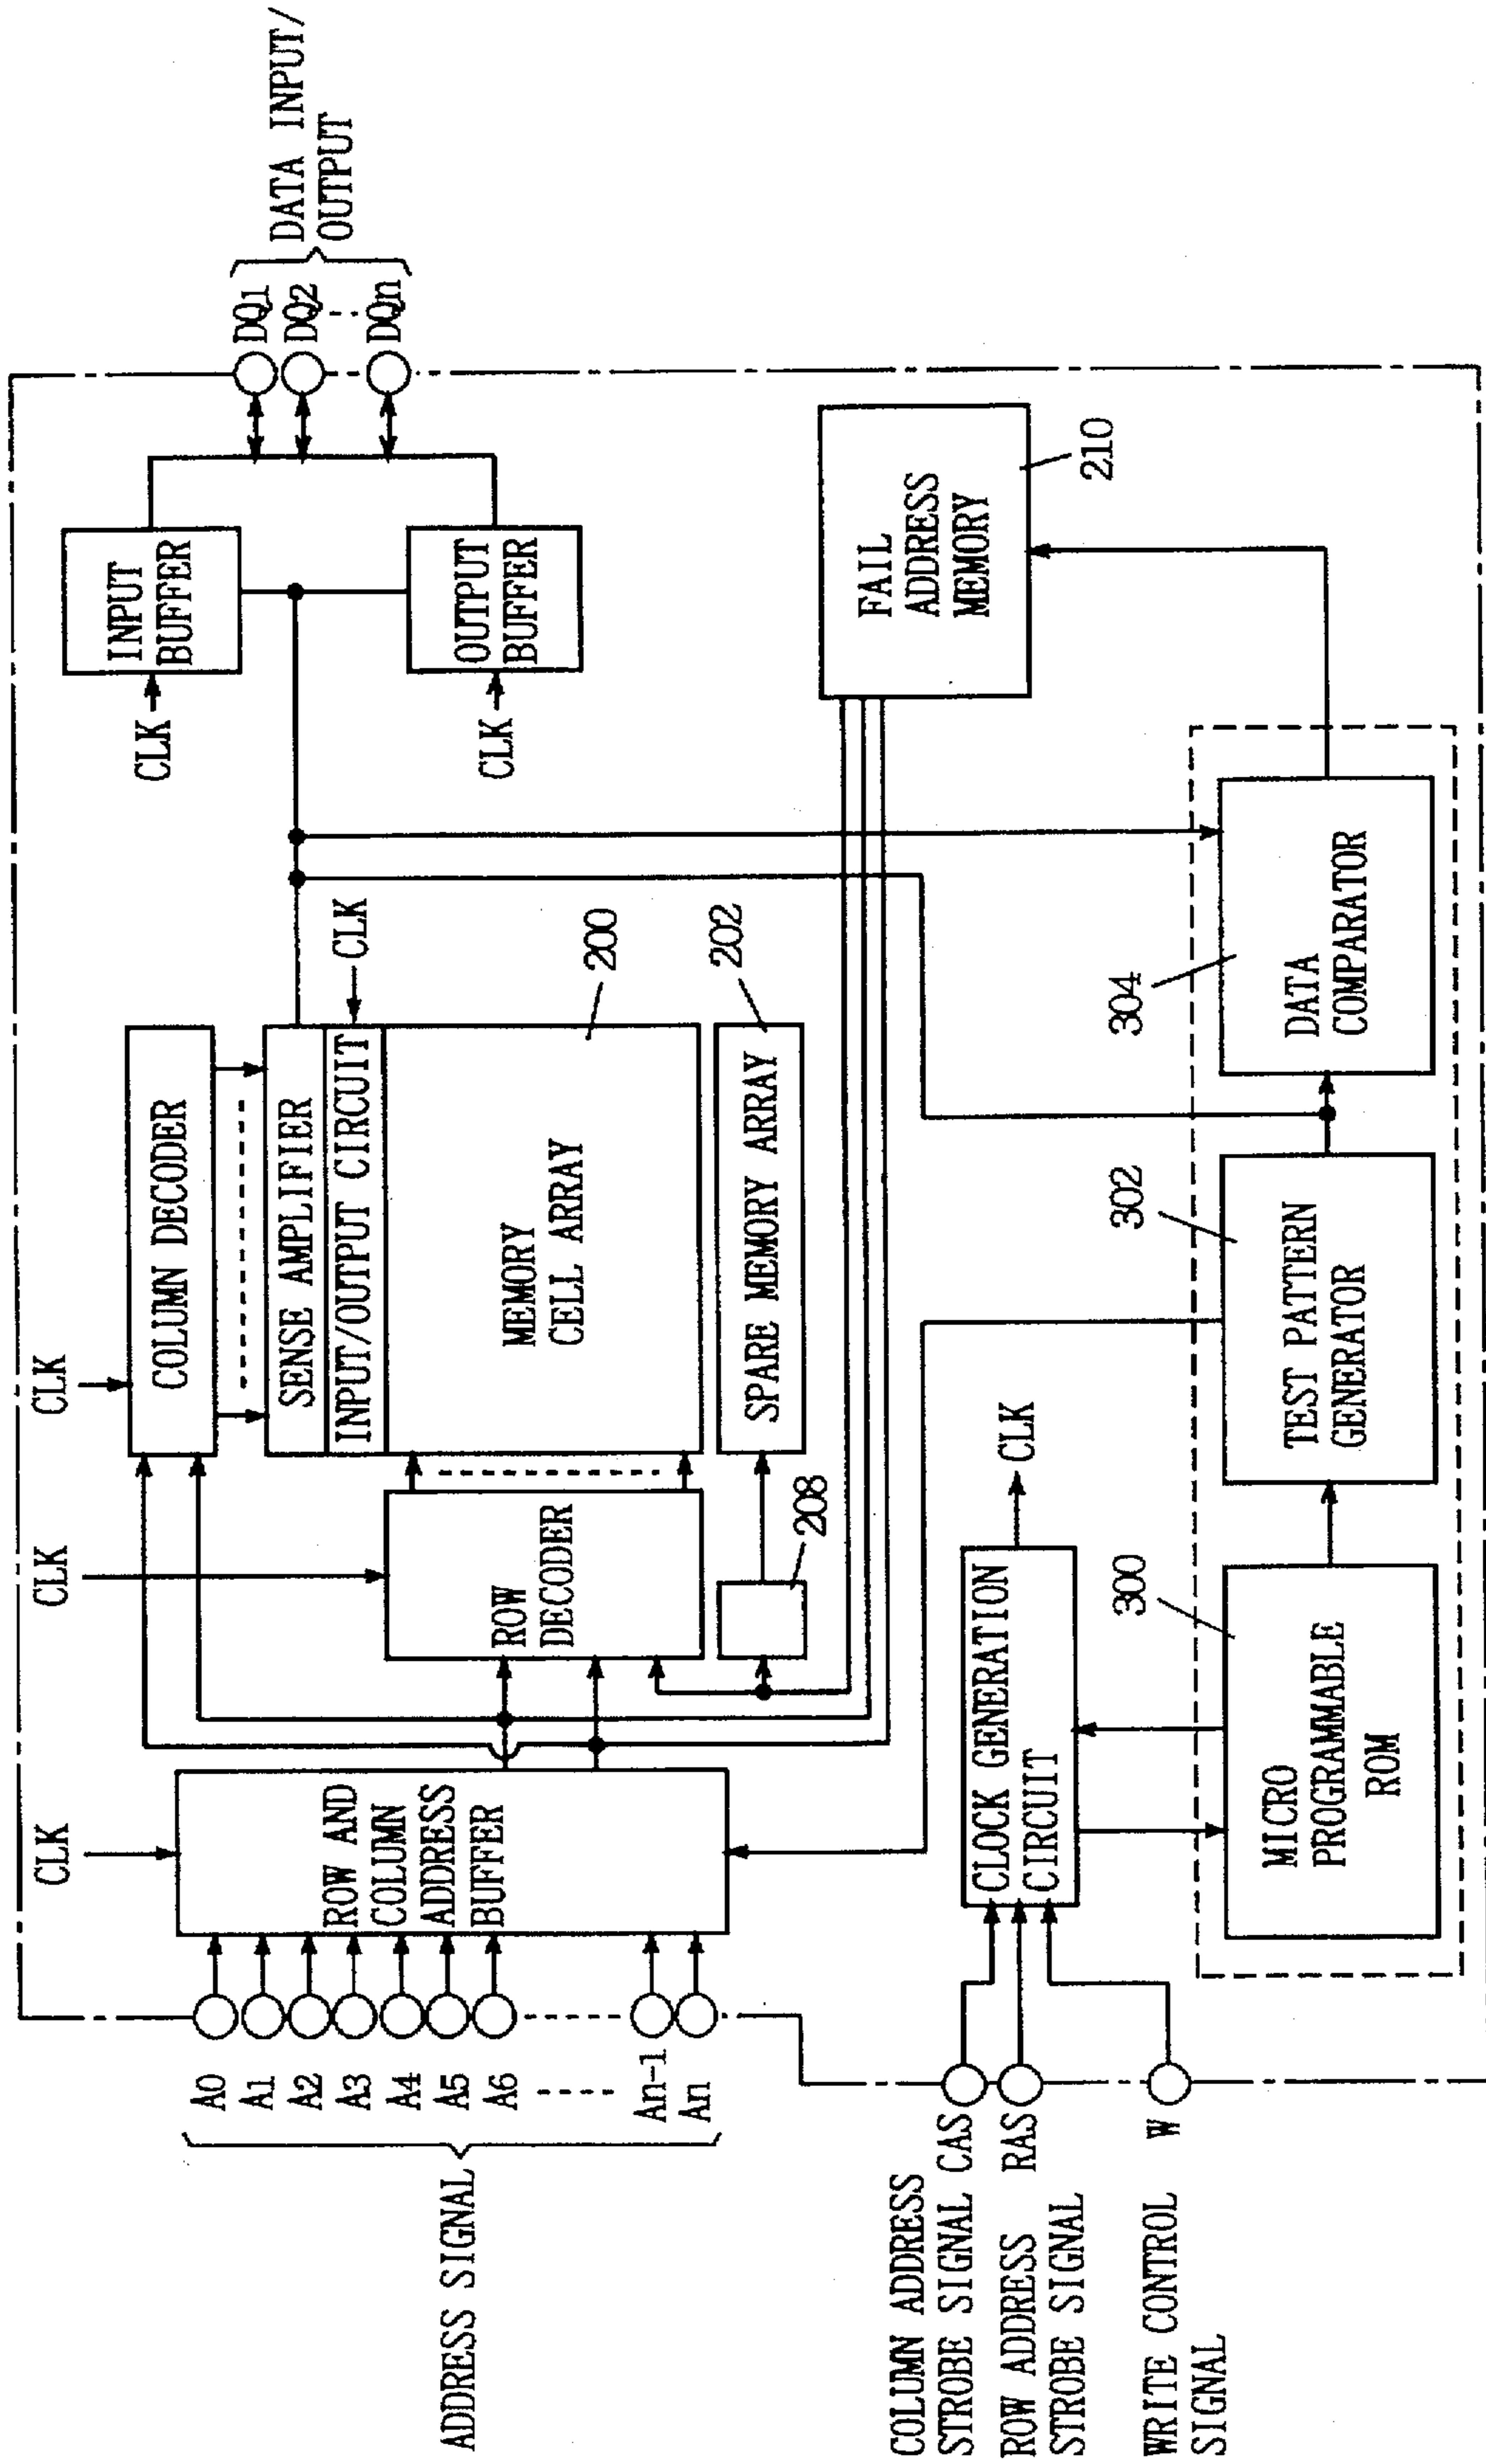 CLK
CLK
CLK
COLUMN DECODER
SENSE AMPLIFIER
INPUT/OUTPUT CIRCUIT
CLK
MEMORY
CELL ARRAY
200
SPARE MEMORY ARRAY
202
ROW
DECODER
208
ROW AND
COLUMN
ADDRESS
BUFFER
A0
A1
A2
A3
A4
A5
A6
An-1
An
ADDRESS SIGNAL
INPUT
BUFFER
CLK
OUTPUT
BUFFER
CLK
DQ1
DQ2
DQn
DATA INPUT/
OUTPUT
FAIL
ADDRESS
MEMORY
210
COLUMN ADDRESS
STROBE SIGNAL CAS
ROW ADDRESS RAS
STROBE SIGNAL
WRITE CONTROL W
SIGNAL
CLOCK GENERATION
CIRCUIT
CLK
300
MICRO
PROGRAMMABLE
ROM
302
TEST PATTERN
GENERATOR
304
DATA
COMPARATOR